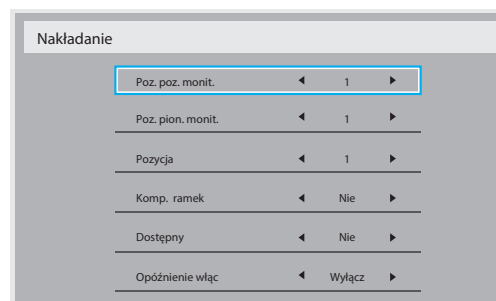 Nakładanie
Poz. poz. monit. 1
Poz. pion. monit. 1
Pozycja 1
Komp. ramek Nie
Dostępny Nie
Opóźnienie włąc Wyłącz